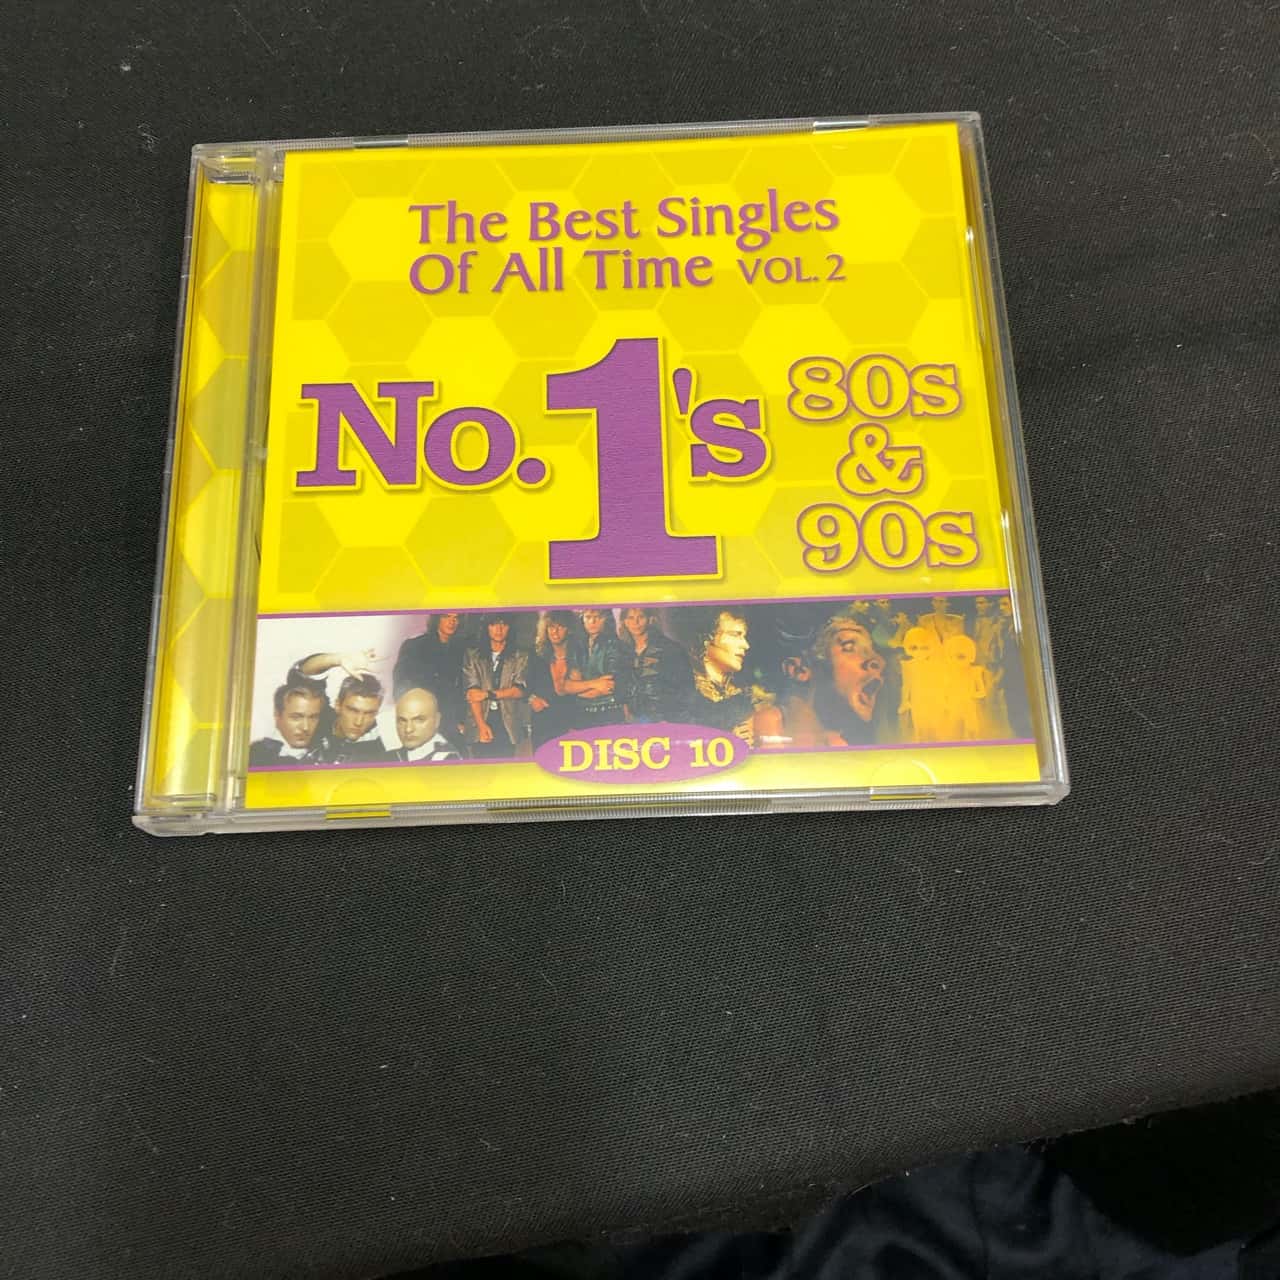 The Best Singles
Of All Time VOL. 2
No. 1's
80s
&
90s
DISC 10